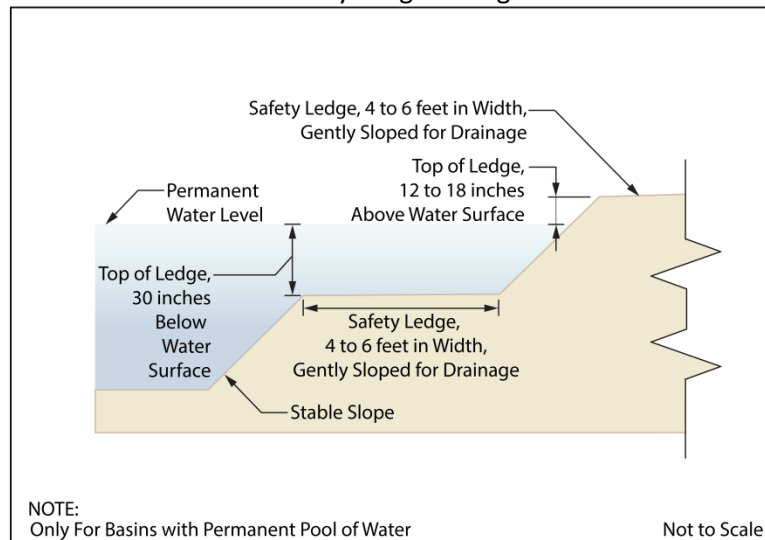 Safety Ledge, 4 to 6 feet in Width,
Gently Sloped for Drainage
Top of Ledge,
12 to 18 inches
Above Water Surface
Permanent
Water Level
Top of Ledge,
30 inches
Below
Water
Surface
Safety Ledge,
4 to 6 feet in Width,
Gently Sloped for Drainage
Stable Slope
NOTE:
Only For Basins with Permanent Pool of Water
Not to Scale